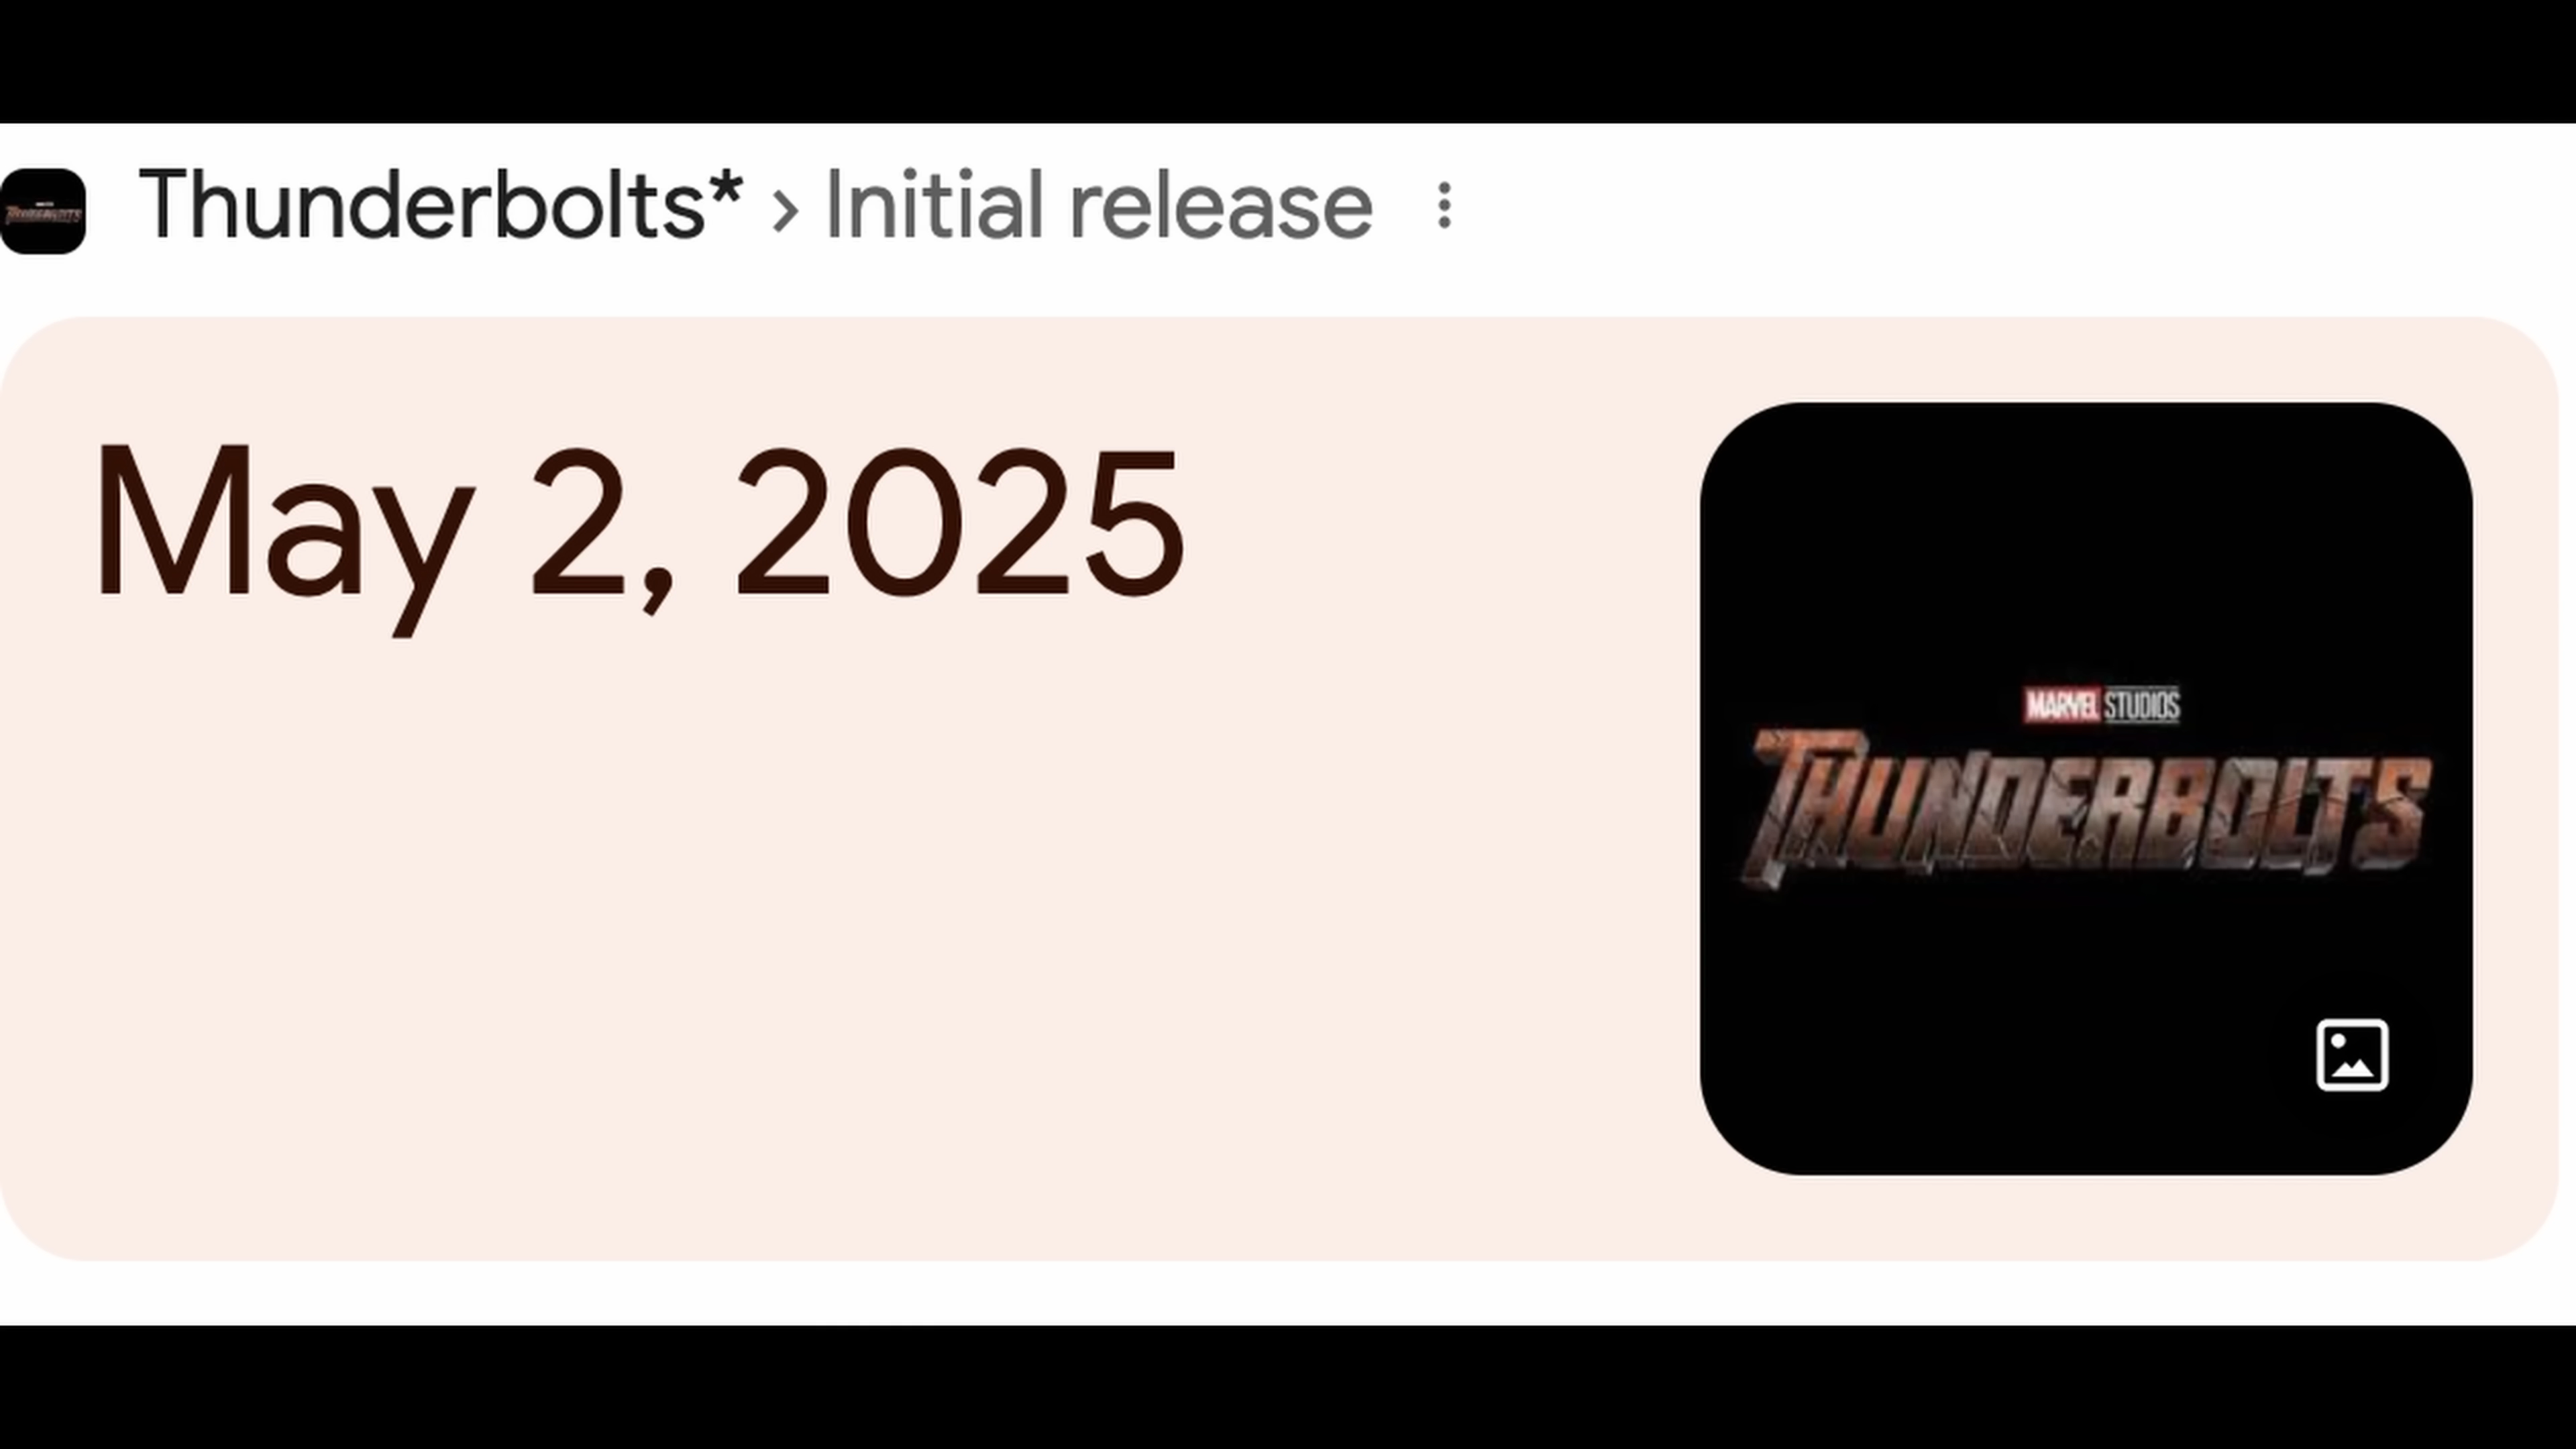 Thunderbolts* › Initial release
May 2, 2025
MARVEL STUDIOS
THUNDERBOLTS